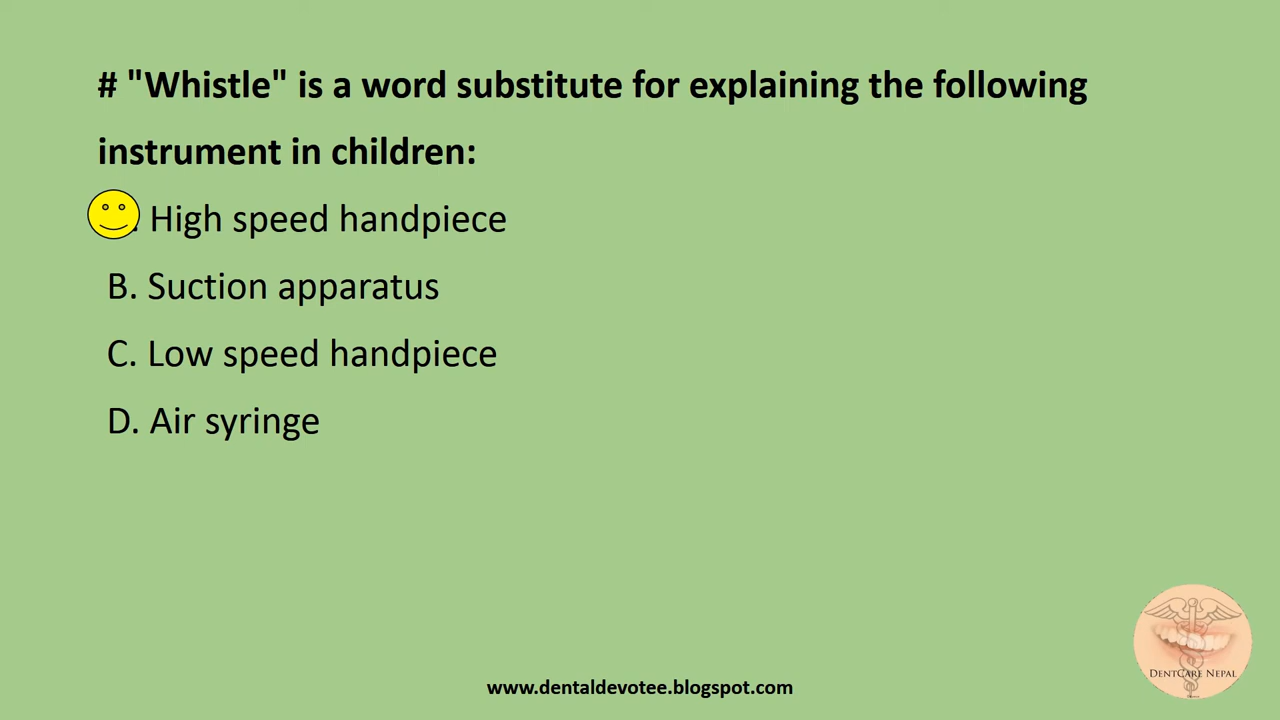 # "Whistle" is a word substitute for explaining the following
instrument in children:
. High speed handpiece
B. Suction apparatus
C. Low speed handpiece
D. Air syringe
DENTCARE NEPAL
www.dentaldevotee.blogspot.com